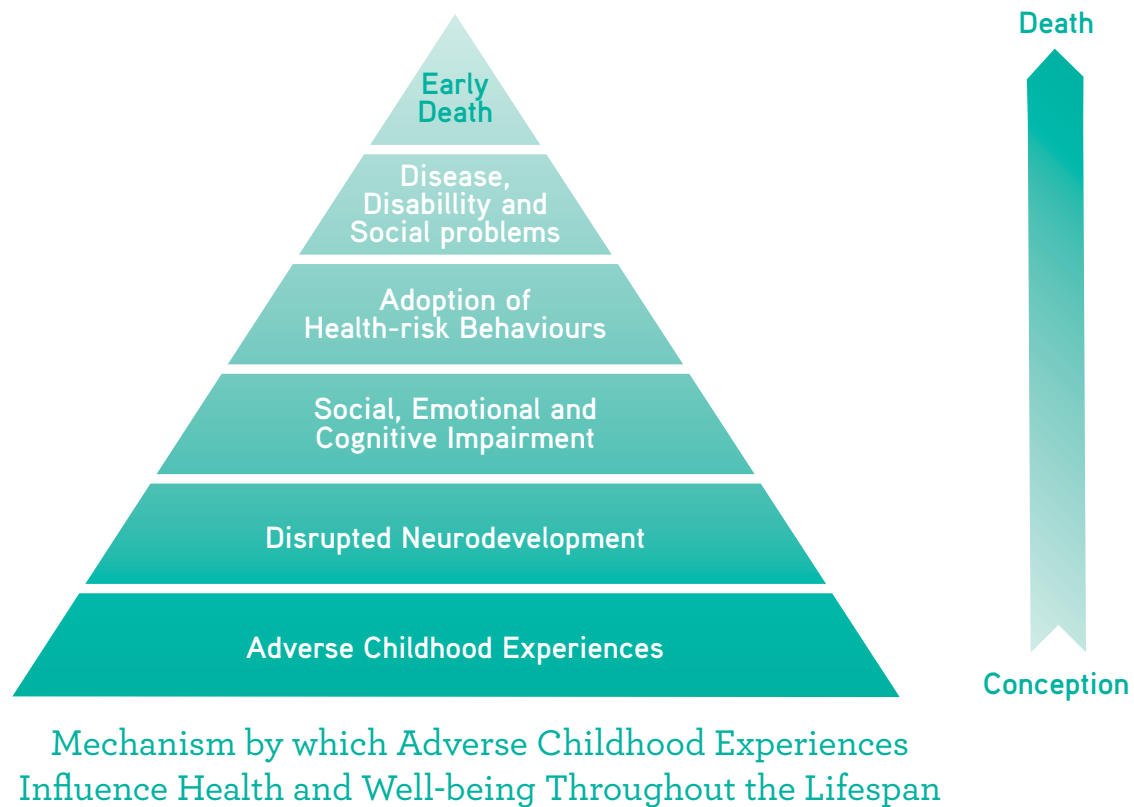 Death
Early
Death
Disease,
Disabillity and
Social problems
Adoption of
Health-risk Behaviours
Social, Emotional and
Cognitive Impairment
Disrupted Neurodevelopment
Adverse Childhood Experiences
Conception
Mechanism by which Adverse Childhood Experiences
Influence Health and Well-being Throughout the Lifespan